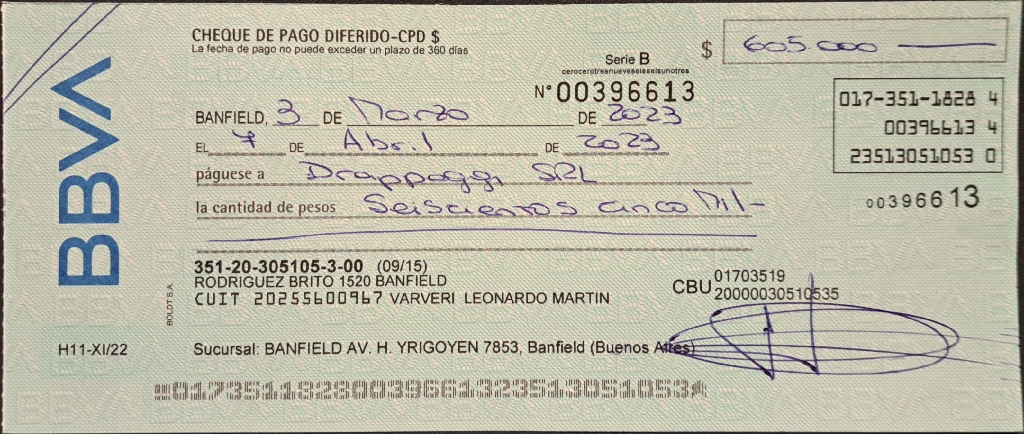 BBVA
CHEQUE DE PAGO DIFERIDO-CPD $
La fecha de pago no puede exceder un plazo de 360 días
$ 605.000
Serie B
cerocerotresnueveseisseisunotres
N° 00396613
BANFIELD, 3 DE Marzo DE 2023
EL 7 DE Abril DE 2023
páguese a Drappaggi SRL
la cantidad de pesos Seiscientos cinco Mil-
017-351-1828 4
00396613 4
23513051053 0
00396613
351-20-305105-3-00 (09/15)
RODRIGUEZ BRITO 1520 BANFIELD
CUIT 20255600967 VARVERI LEONARDO MARTIN
CBU 01703519
20000030510535
BOLDT S.A.
H11-XI/22
Sucursal: BANFIELD AV. H. YRIGOYEN 7853, Banfield (Buenos Aires)
01735118280039661323513051053